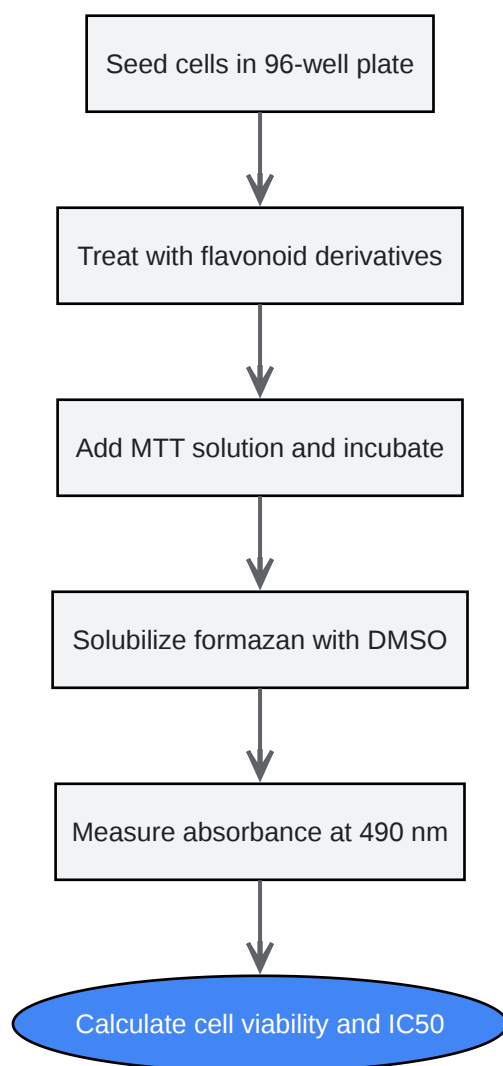 Seed cells in 96-well plate
Treat with flavonoid derivatives
Add MTT solution and incubate
Solubilize formazan with DMSO
Measure absorbance at 490 nm
Calculate cell viability and IC50